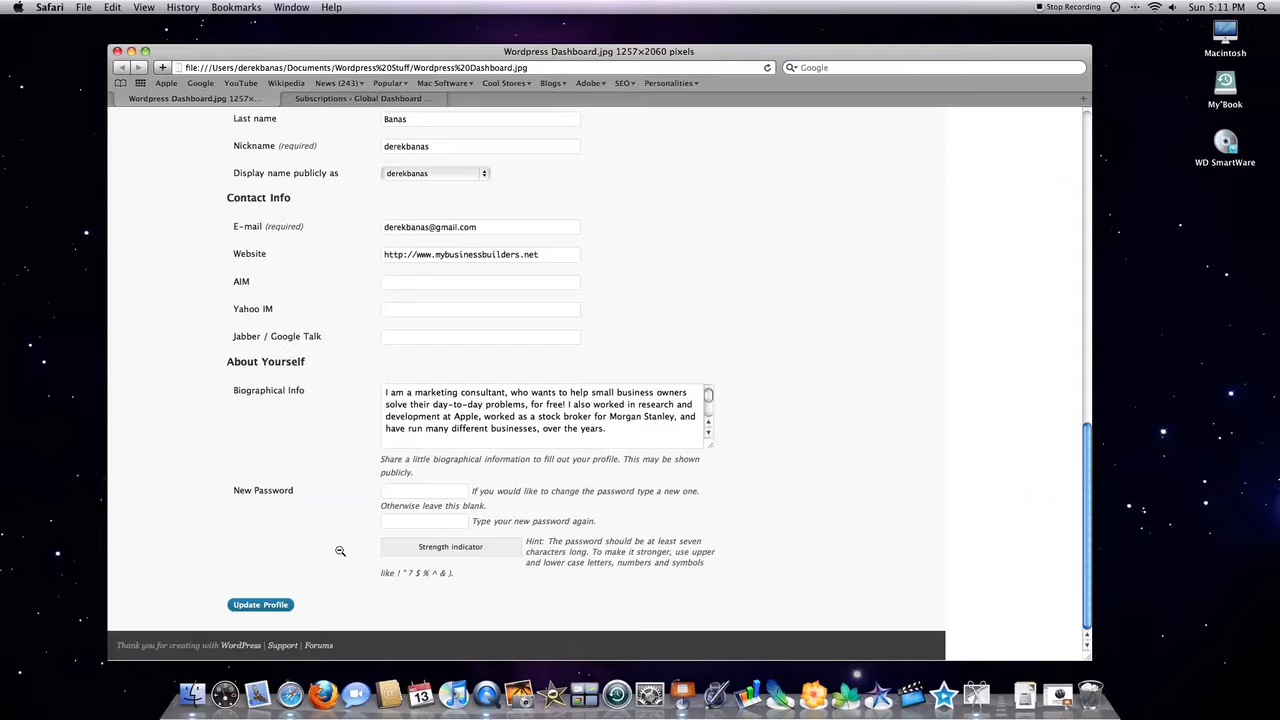 Safari File Edit View History Bookmarks Window Help
Stop Recording Sun 5:11 PM
Wordpress Dashboard.jpg 1257×2060 pixels
file:///Users/derekbanas/Documents/Wordpress%20Stuff/Wordpress%20Dashboard.jpg
Google
Apple Google YouTube Wikipedia News (243) Popular Mac Software Cool Stores Blogs Adobe SEO Personalities
Wordpress Dashboard.jpg 1257×... Subscriptions ‹ Global Dashboard ...
Macintosh
My Book
WD SmartWare
Last name Banas
Nickname (required) derekbanas
Display name publicly as derekbanas
Contact Info
E-mail (required) derekbanas@gmail.com
Website http://www.mybusinessbuilders.net
AIM
Yahoo IM
Jabber / Google Talk
About Yourself
Biographical Info
I am a marketing consultant, who wants to help small business owners
solve their day-to-day problems, for free! I also worked in research and
development at Apple, worked as a stock broker for Morgan Stanley, and
have run many different businesses, over the years.
Share a little biographical information to fill out your profile. This may be shown
publicly.
New Password If you would like to change the password type a new one.
Otherwise leave this blank.
Type your new password again.
Strength indicator
Hint: The password should be at least seven
characters long. To make it stronger, use upper
and lower case letters, numbers and symbols
like ! " ? $ % ^ & ).
Update Profile
Thank you for creating with WordPress | Support | Forums
13